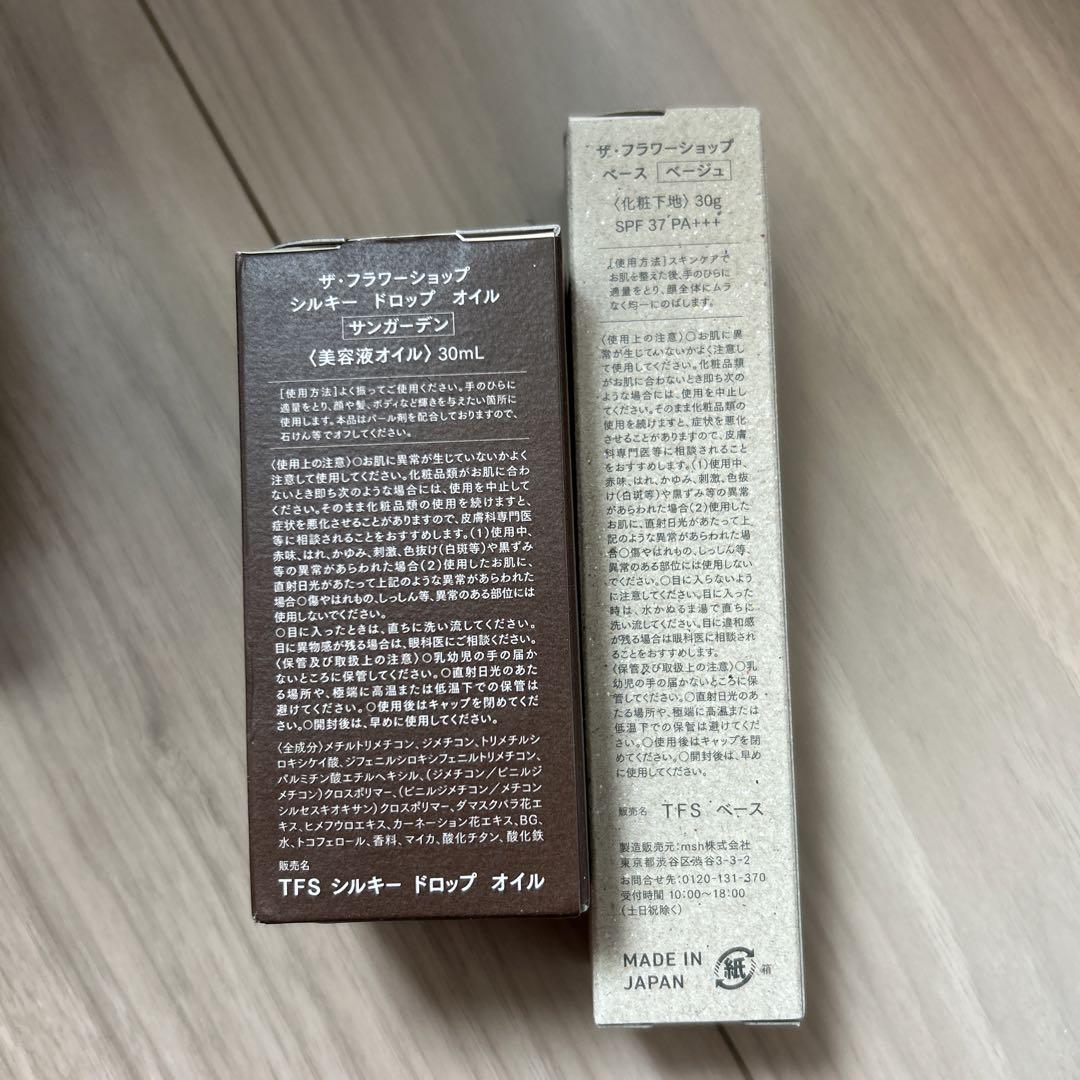 ザ・フラワーショップ
シルキー ドロップ オイル
サンガーデン
〈美容液オイル〉30mL
[使用方法]よく振ってご使用ください。手のひらに
適量をとり、顔や髪、ボディなど輝きを与えたい箇所に
使用します。本品はパール剤を配合しておりますので、
石けん等でオフしてください。
〈使用上の注意〉○お肌に異常が生じていないかよく
注意して使用してください。化粧品類がお肌に合わ
ないとき即ち次のような場合には、使用を中止して
ください。そのまま化粧品類の使用を続けますと、
症状を悪化させることがありますので、皮膚科専門医
等に相談されることをおすすめします。(1)使用中、
赤味、はれ、かゆみ、刺激、色抜け(白斑等)や黒ずみ
等の異常があらわれた場合(2)使用したお肌に、
直射日光があたって上記のような異常があらわれた
場合○傷やはれもの、しっしん等、異常のある部位には
使用しないでください。
○目に入ったときは、直ちに洗い流してください。
目に異物感が残る場合は、眼科医にご相談ください。
〈保管及び取扱上の注意〉○乳幼児の手の届か
ないところに保管してください。○直射日光のあた
る場所や、極端に高温または低温下での保管は
避けてください。○使用後はキャップを閉めてくだ
さい。○開封後は、早めに使用してください。
〈全成分〉メチルトリメチコン、ジメチコン、トリメチルシ
ロキシケイ酸、ジフェニルシロキシフェニルトリメチコン、
パルミチン酸エチルヘキシル、(ジメチコン/ビニルジ
メチコン)クロスポリマー、(ビニルジメチコン/メチコン
シルセスキオキサン)クロスポリマー、ダマスクバラ花エ
キス、ヒメフウロエキス、カーネーション花エキス、BG、
水、トコフェロール、香料、マイカ、酸化チタン、酸化鉄
販売名
TFS シルキー ドロップ オイル
ザ・フラワーショップ
ベース ベージュ
〈化粧下地〉30g
SPF 37 PA+++
[使用方法]スキンケアで
お肌を整えた後、手のひらに
適量をとり、顔全体にムラ
なく均一にのばします。
〈使用上の注意〉○お肌に異
常が生じていないかよく注意し
て使用してください。化粧品類
がお肌に合わないとき即ち次の
ような場合には、使用を中止し
てください。そのまま化粧品類の
使用を続けますと、症状を悪化
させることがありますので、皮膚
科専門医等に相談されること
をおすすめします。(1)使用中、
赤味、はれ、かゆみ、刺激、色抜
け(白斑等)や黒ずみ等の異常
があらわれた場合(2)使用した
お肌に、直射日光があたって上
記のような異常があらわれた場
合○傷やはれもの、しっしん等、
異常のある部位には使用しない
でください。○目に入らないよう
に注意してください。目に入った
時は、水かぬるま湯で直ちに
洗い流してください。目に違和感
が残る場合は眼科医に相談され
ることをおすすめします。
〈保管及び取扱上の注意〉○乳
幼児の手の届かないところに保
管してください。○直射日光のあ
たる場所や、極端に高温または
低温下での保管は避けてくださ
い。○使用後はキャップを閉
めてください。○開封後は、早め
に使用してください。
販売名 TFS ベース
製造販売元:msh株式会社
東京都渋谷区渋谷3-3-2
お問合せ先:0120-131-370
受付時間 10:00〜18:00
(土日祝除く)
MADE IN
JAPAN
紙
箱